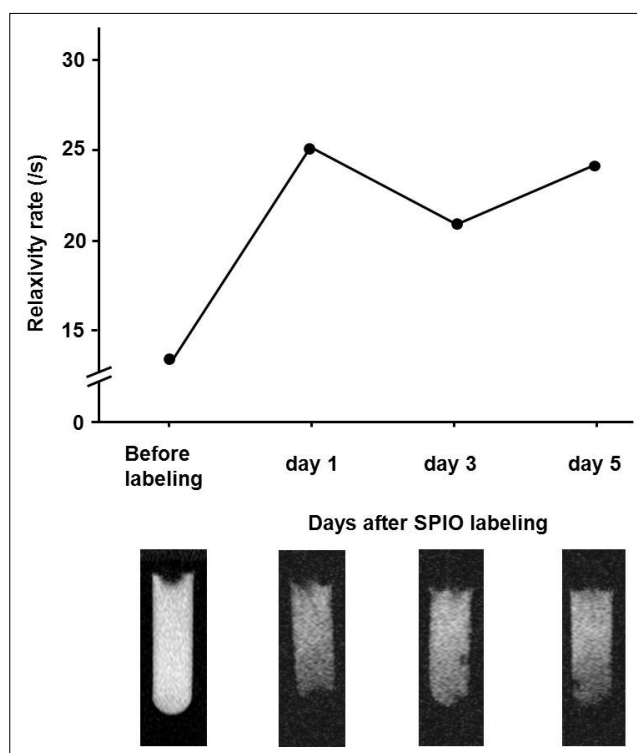 30
25
20
15
0
Relaxivity rate (/s)
Before
labeling
day 1
day 3
day 5
Days after SPIO labeling